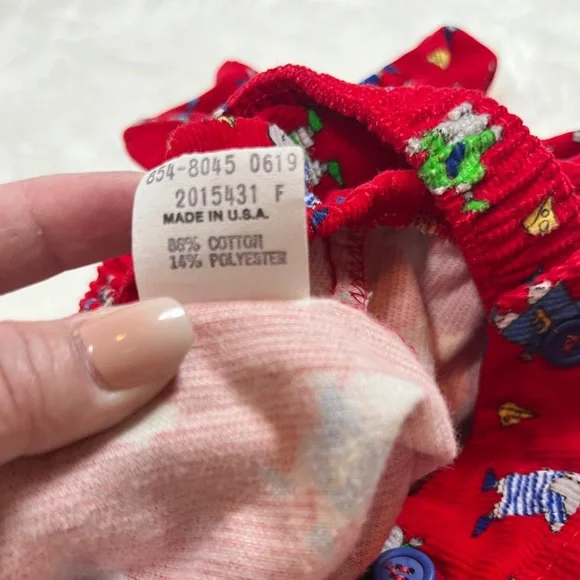 854-8045 0619
2015431 F
MADE IN U.S.A.
86% COTTON
14% POLYESTER